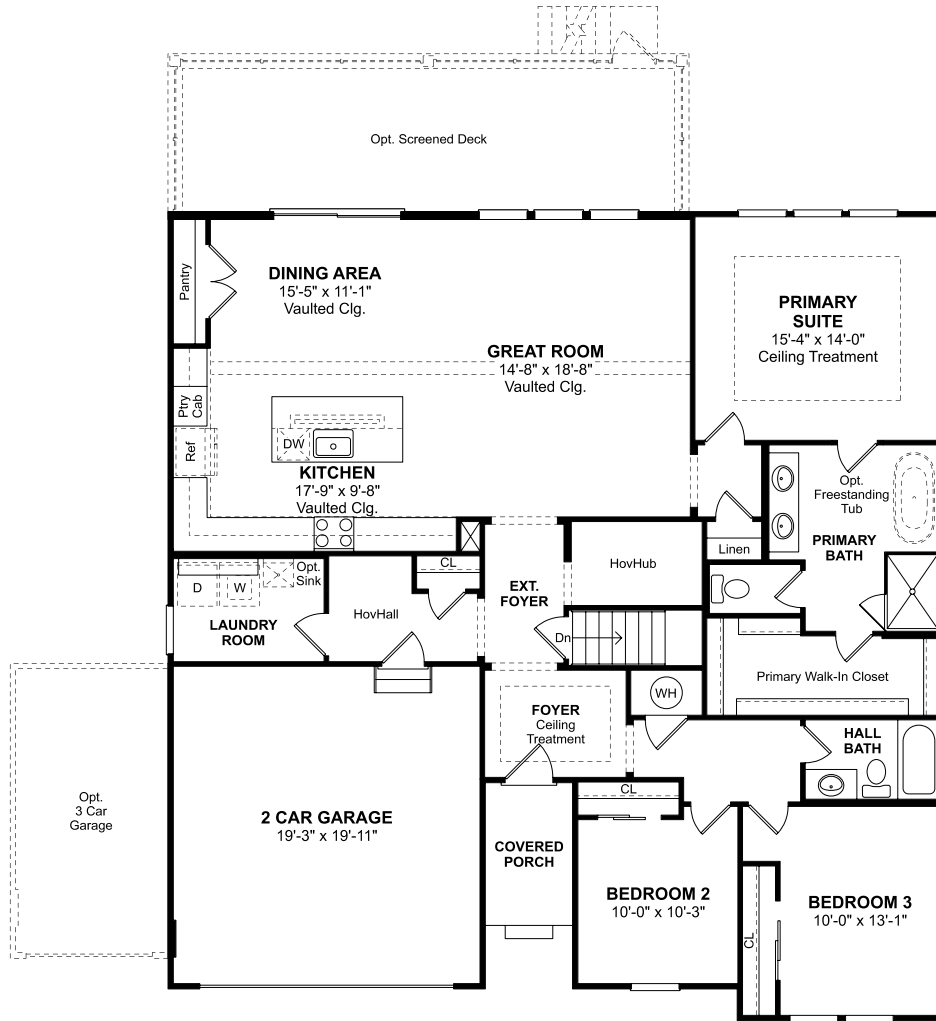 Opt. Screened Deck
Pantry
DINING AREA
15'-5" x 11'-1"
Vaulted Clg.
PRIMARY
SUITE
15'-4" x 14'-0"
Ceiling Treatment
GREAT ROOM
14'-8" x 18'-8"
Vaulted Clg.
Ptry
Cab
Ref
DW
KITCHEN
17'-9" x 9'-8"
Vaulted Clg.
Opt.
Freestanding
Tub
PRIMARY
BATH
Linen
HovHub
CL
Opt.
Sink
D
W
LAUNDRY
ROOM
HovHall
EXT.
FOYER
Dn
Primary Walk-In Closet
WH
FOYER
Ceiling
Treatment
HALL
BATH
CL
Opt.
3 Car
Garage
2 CAR GARAGE
19'-3" x 19'-11"
COVERED
PORCH
BEDROOM 2
10'-0" x 10'-3"
BEDROOM 3
10'-0" x 13'-1"
CL